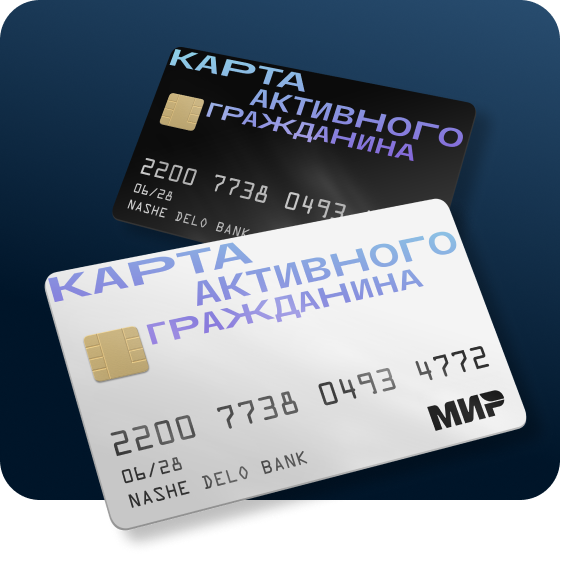 КАРТА
АКТИВНОГО
ГРАЖДАНИНА
2200 7738 0493
06/28
NASHE DELO BANK
КАРТА
АКТИВНОГО
ГРАЖДАНИНА
2200 7738 0493 4772
06/28
NASHE DELO BANK
МИР